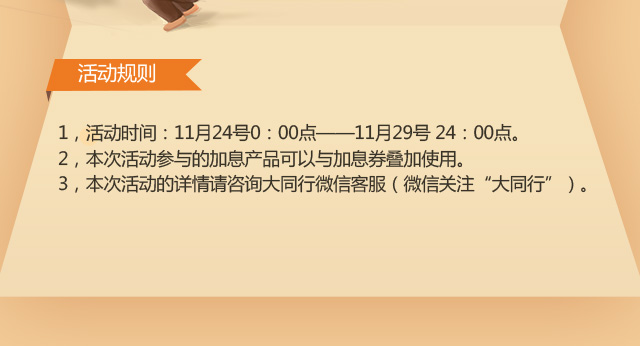 活动规则
1，活动时间：11月24号0：00点——11月29号 24：00点。
2，本次活动参与的加息产品可以与加息券叠加使用。
3，本次活动的详情请咨询大同行微信客服（微信关注“大同行”）。